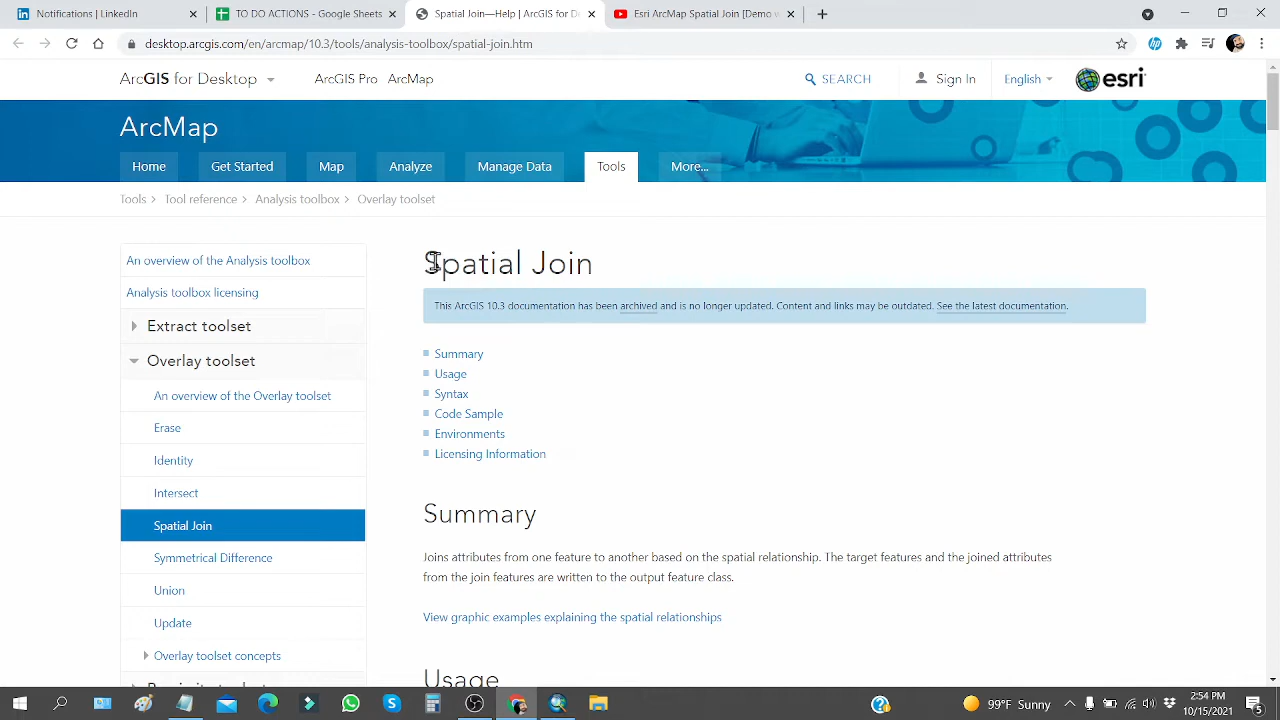 Notifications | LinkedIn
TO DO ACTIONS - Google Sheets
Spatial Join—Help | ArcGIS for D
Esri ArcMap Spatial Join [Demo w
desktop.arcgis.com/en/arcmap/10.3/tools/analysis-toolbox/spatial-join.htm
ArcGIS for Desktop
ArcGIS Pro ArcMap
SEARCH
Sign In
English
esri
ArcMap
Home Get Started Map Analyze Manage Data Tools More...
Tools > Tool reference > Analysis toolbox > Overlay toolset
An overview of the Analysis toolbox
Analysis toolbox licensing
Extract toolset
Overlay toolset
An overview of the Overlay toolset
Erase
Identity
Intersect
Spatial Join
Symmetrical Difference
Union
Update
Overlay toolset concepts
Spatial Join
This ArcGIS 10.3 documentation has been archived and is no longer updated. Content and links may be outdated. See the latest documentation.
Summary
Usage
Syntax
Code Sample
Environments
Licensing Information
Summary
Joins attributes from one feature to another based on the spatial relationship. The target features and the joined attributes
from the join features are written to the output feature class.
View graphic examples explaining the spatial relationships
Usage
99°F Sunny
2:54 PM
10/15/2021
5